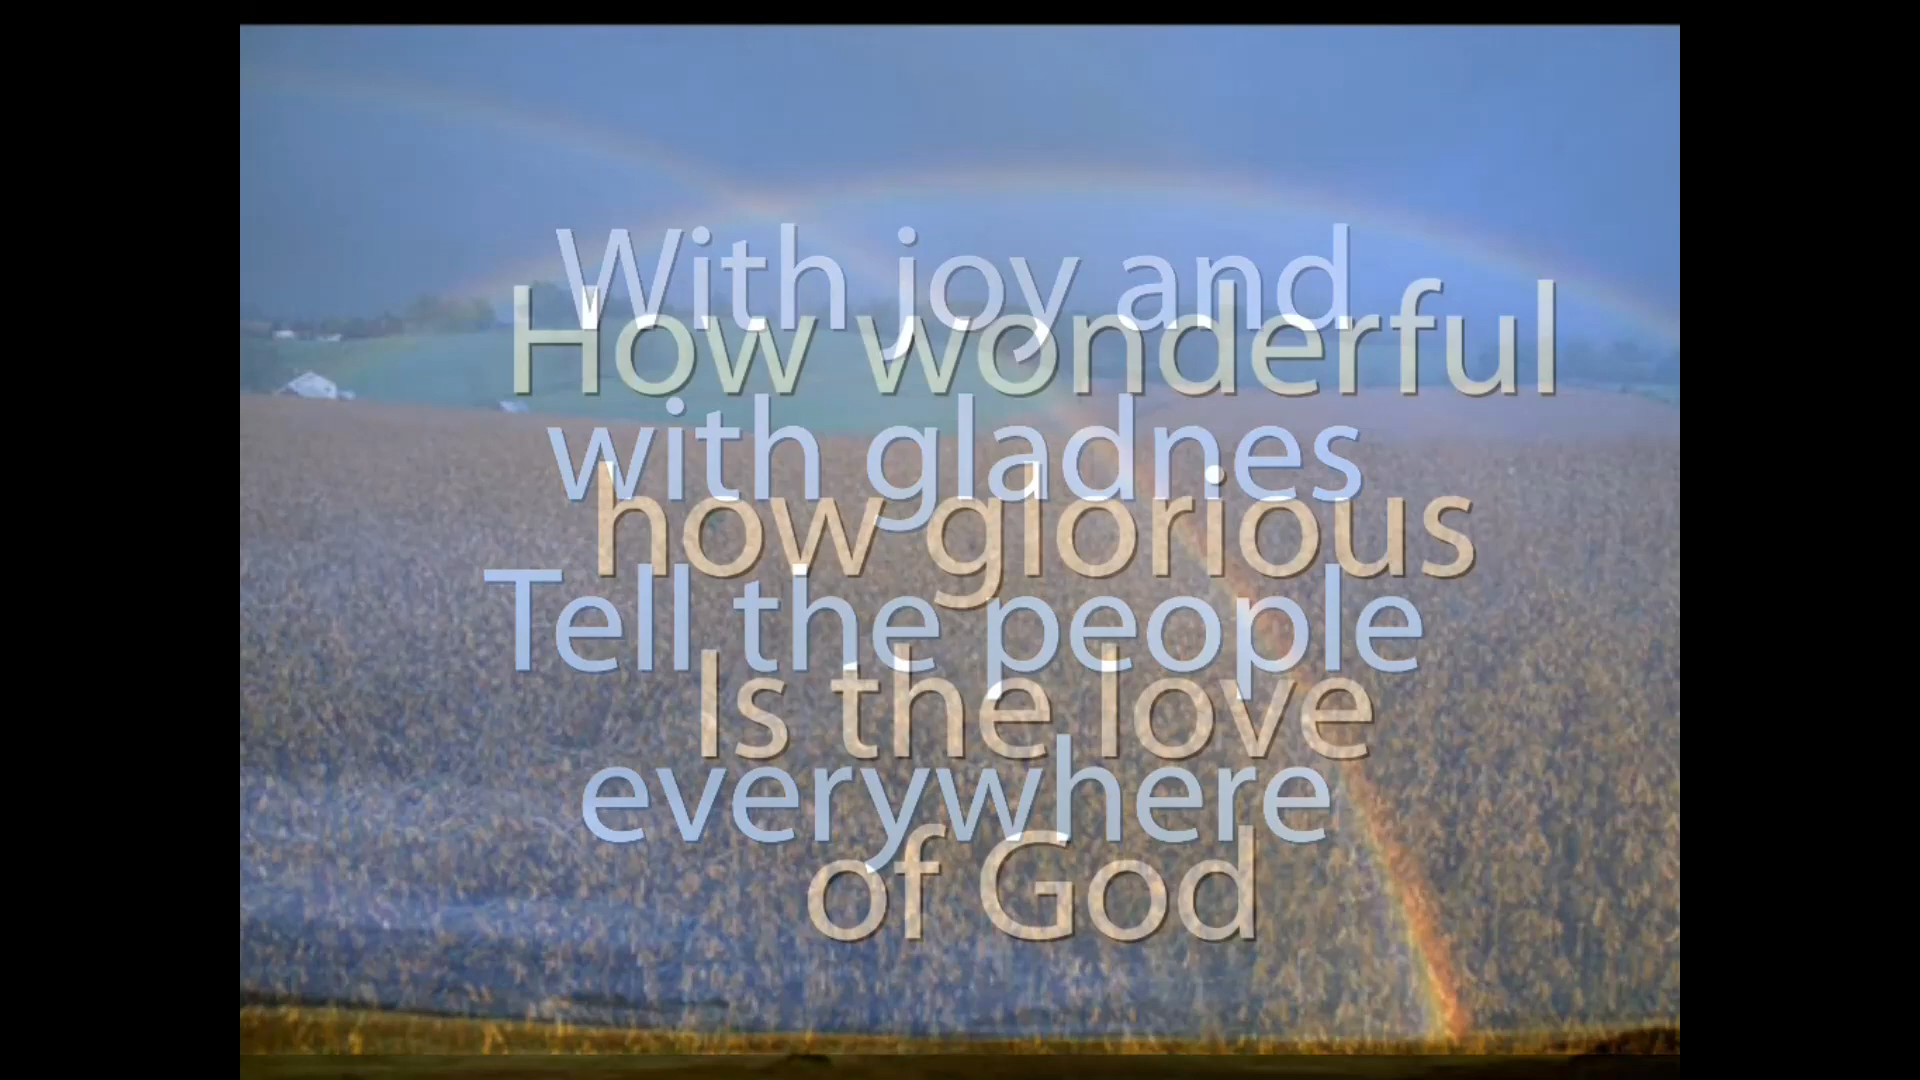 With joy and
How wonderful
with gladnes
how glorious
Tell the people
Is the love
everywhere
of God